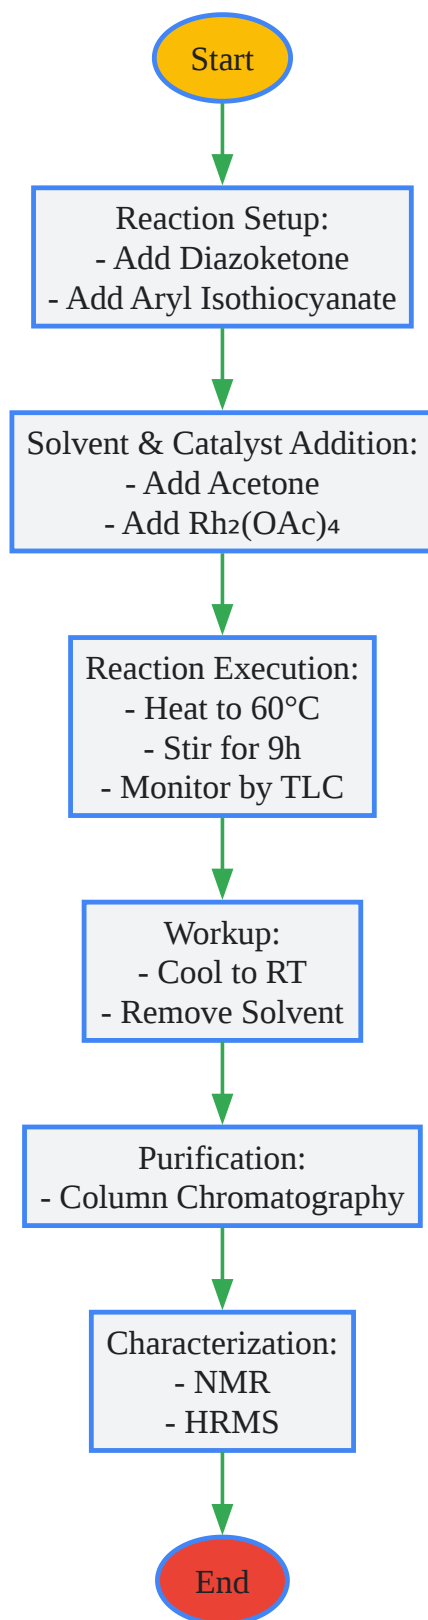 Start
Reaction Setup:
- Add Diazoketone
- Add Aryl Isothiocyanate
Solvent & Catalyst Addition:
- Add Acetone
- Add Rh₂(OAc)₄
Reaction Execution:
- Heat to 60°C
- Stir for 9h
- Monitor by TLC
Workup:
- Cool to RT
- Remove Solvent
Purification:
- Column Chromatography
Characterization:
- NMR
- HRMS
End